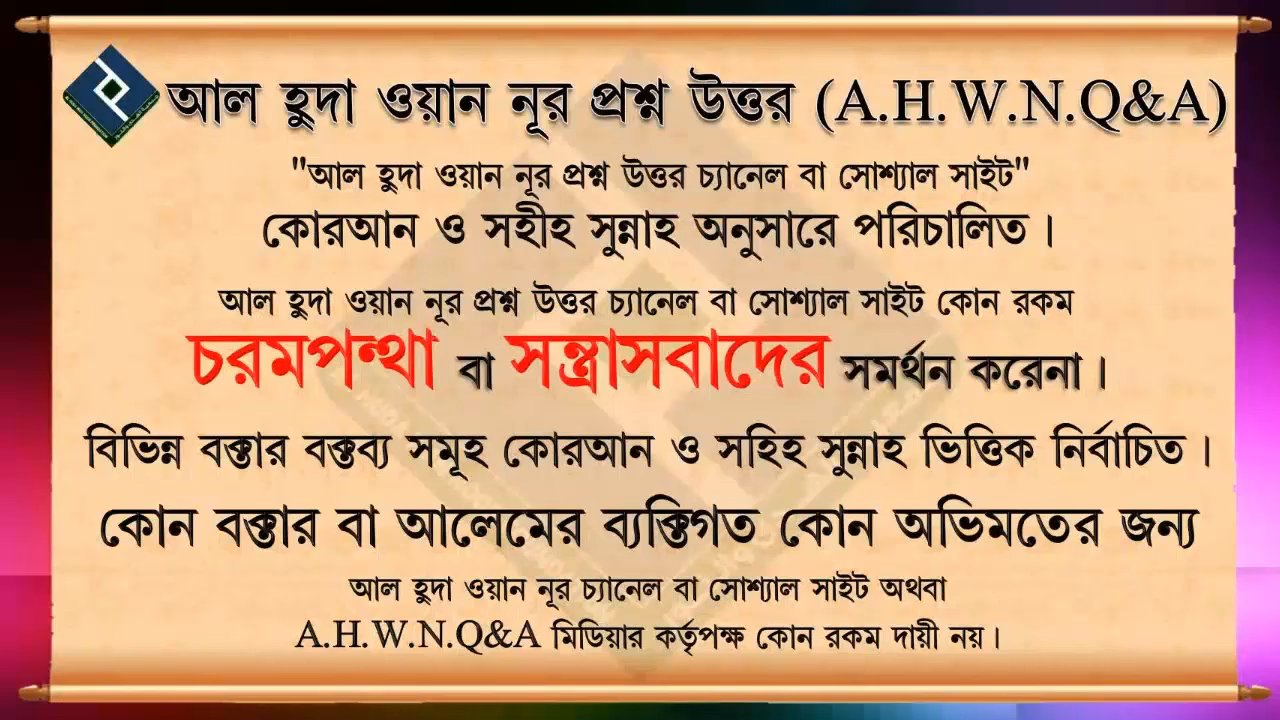 আল হুদা ওয়ান নূর প্রশ্ন উত্তর (A.H.W.N.Q&A)
"আল হুদা ওয়ান নূর প্রশ্ন উত্তর চ্যানেল বা সোশ্যাল সাইট"
কোরআন ও সহীহ সুন্নাহ অনুসারে পরিচালিত।
আল হুদা ওয়ান নূর প্রশ্ন উত্তর চ্যানেল বা সোশ্যাল সাইট কোন রকম
চরমপন্থা বা সন্ত্রাসবাদের সমর্থন করেনা।
বিভিন্ন বক্তার বক্তব্য সমূহ কোরআন ও সহিহ সুন্নাহ ভিত্তিক নির্বাচিত।
কোন বক্তার বা আলেমের ব্যক্তিগত কোন অভিমতের জন্য
আল হুদা ওয়ান নূর চ্যানেল বা সোশ্যাল সাইট অথবা
A.H.W.N.Q&A মিডিয়ার কর্তৃপক্ষ কোন রকম দায়ী নয়।